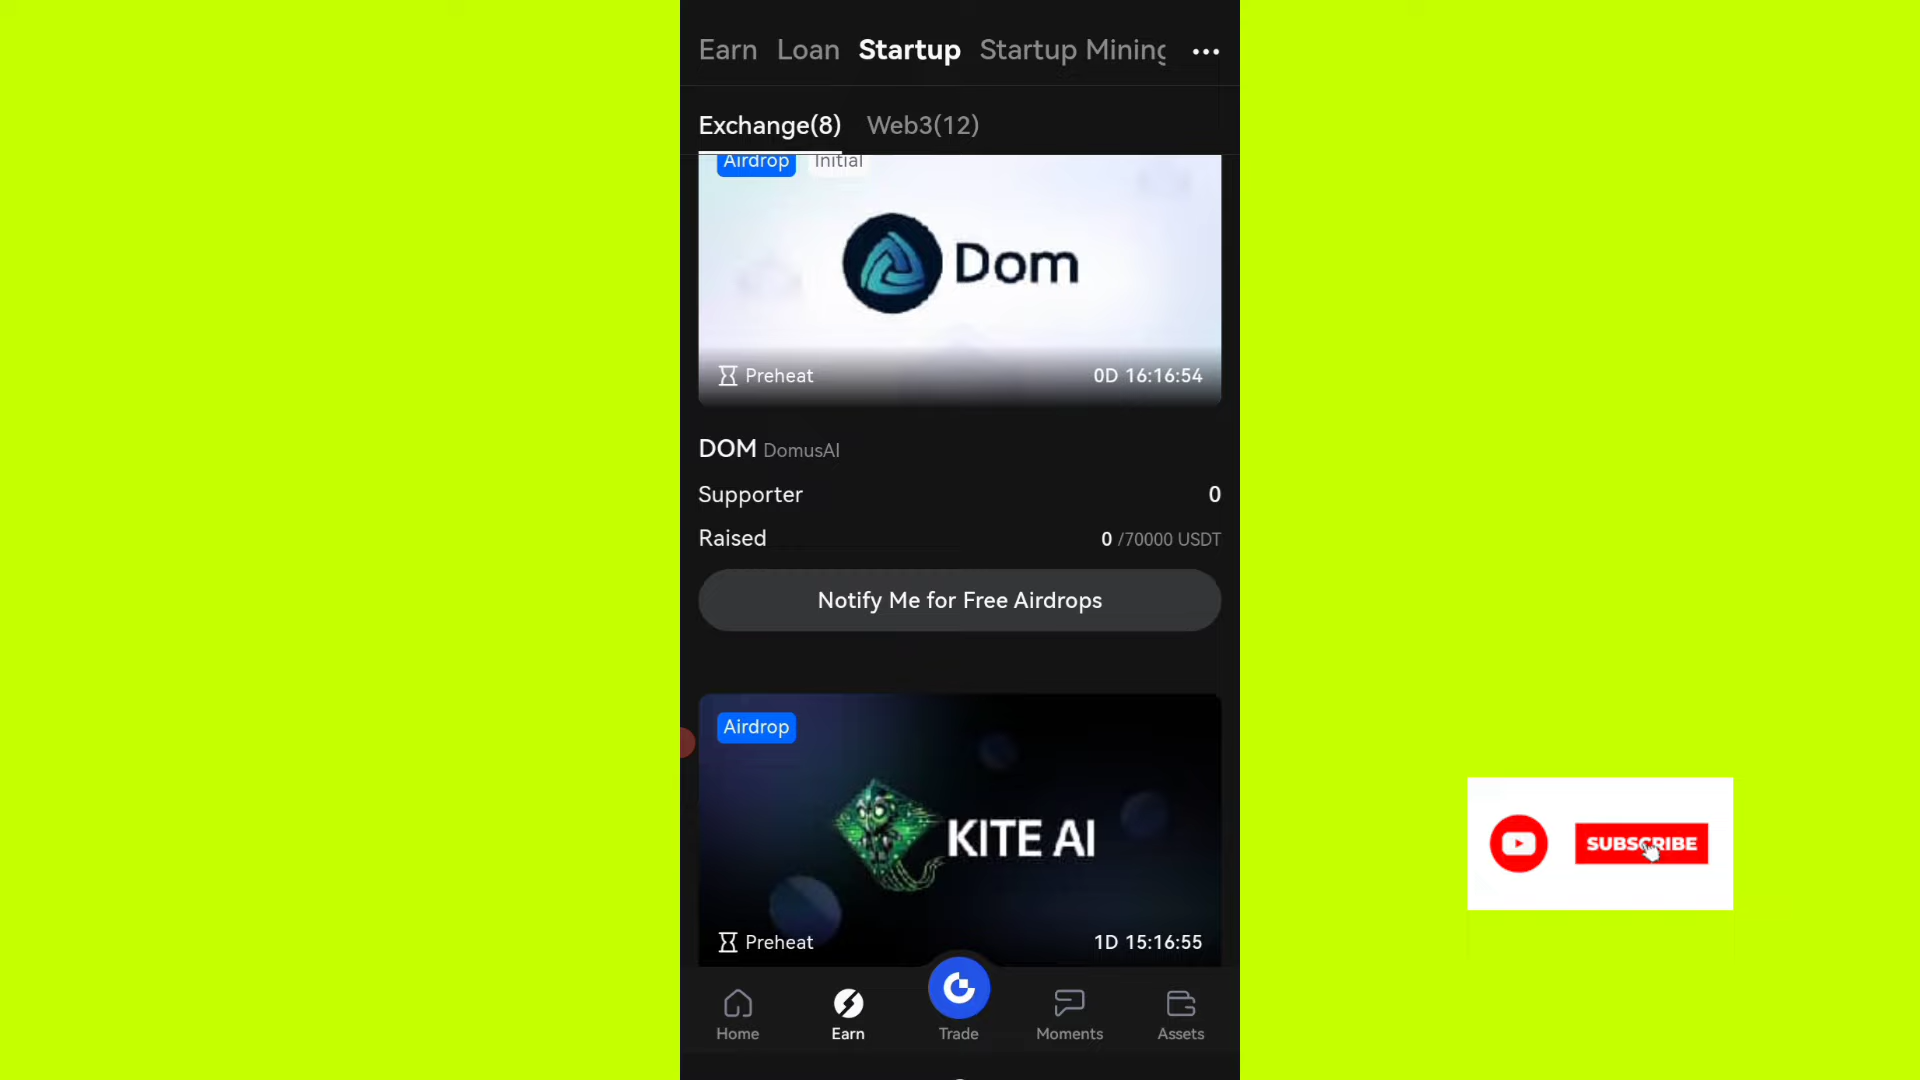 Earn Loan Startup Startup Mining
Exchange(8) Web3(12)
Airdrop Initial
Dom
Preheat 0D 16:16:54
DOM DomusAI
Supporter 0
Raised 0 /70000 USDT
Notify Me for Free Airdrops
Airdrop
KITE AI
Preheat 1D 15:16:55
SUBSCRIBE
Home Earn Trade Moments Assets